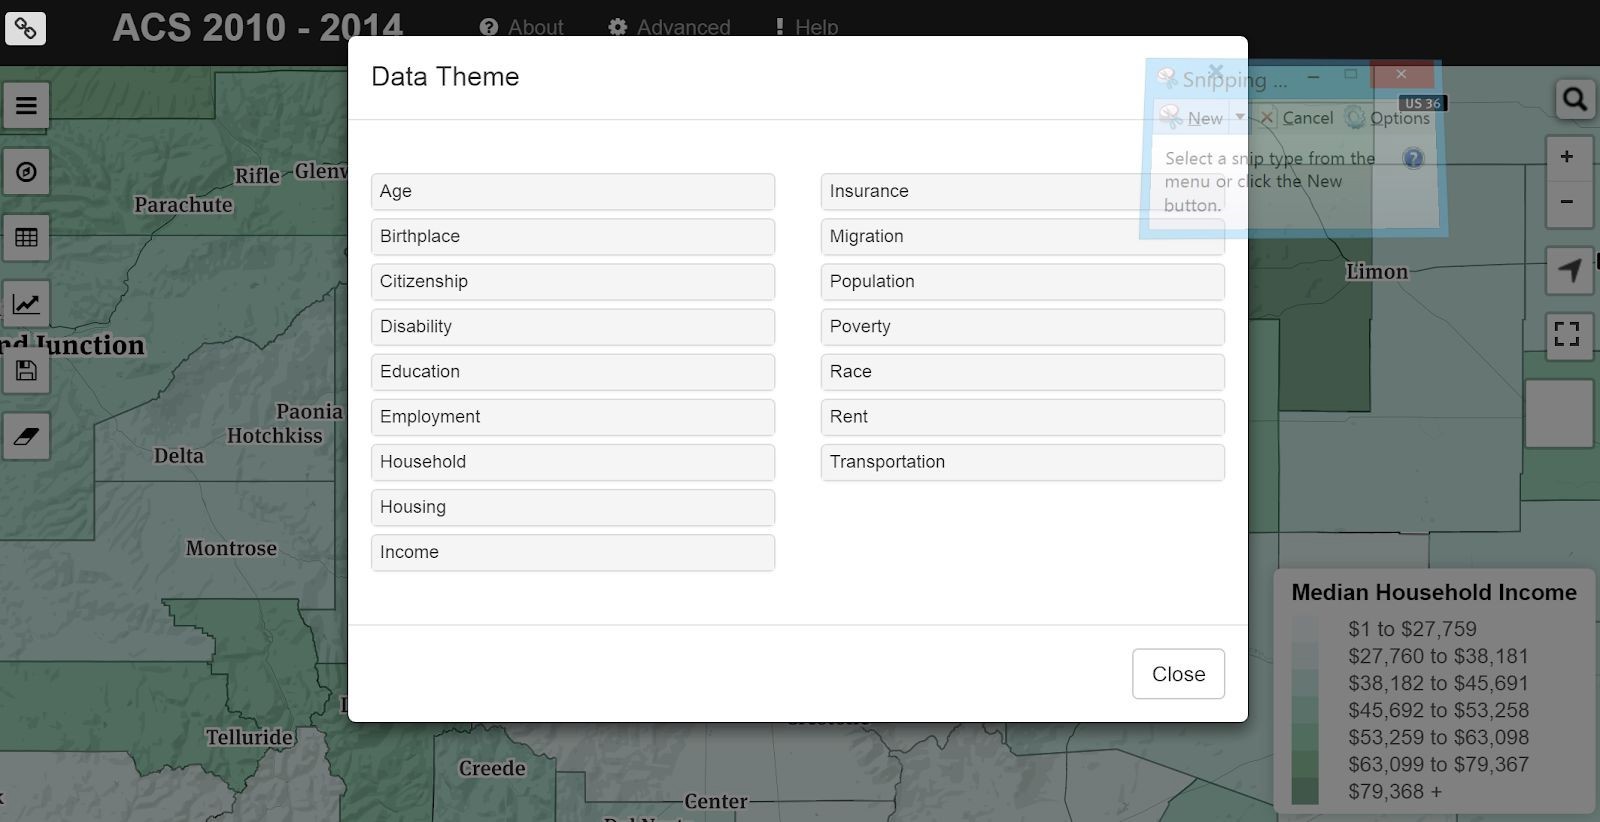 ACS 2010 - 2014
About
Advanced
Help
Data Theme
Snipping ...
New
Cancel
Options
US 36
Select a snip type from the
menu or click the New
button.
Age
Birthplace
Citizenship
Disability
Education
Employment
Household
Housing
Income
Insurance
Migration
Population
Poverty
Race
Rent
Transportation
Close
Rifle
Glenw
Parachute
nd Junction
Paonia
Hotchkiss
Delta
Montrose
Telluride
Creede
Center
Limon
Median Household Income
$1 to $27,759
$27,760 to $38,181
$38,182 to $45,691
$45,692 to $53,258
$53,259 to $63,098
$63,099 to $79,367
$79,368 +